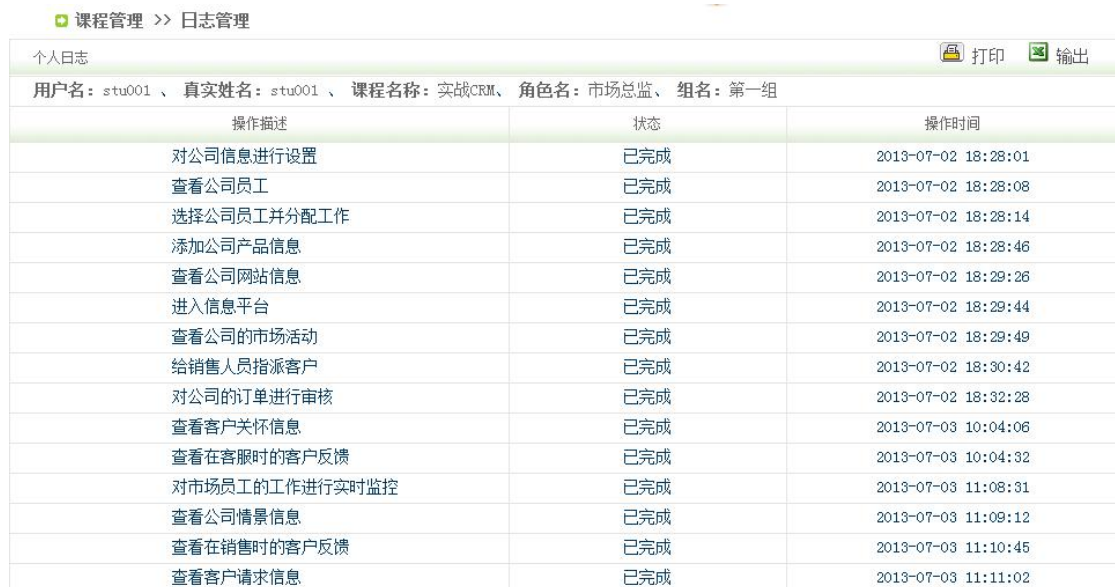 课程管理 >> 日志管理
个人日志 打印 输出
用户名：stu001 、 真实姓名：stu001 、 课程名称：实战CRM、 角色名：市场总监、 组名：第一组
操作描述 状态 操作时间
对公司信息进行设置 已完成 2013-07-02 18:28:01
查看公司员工 已完成 2013-07-02 18:28:08
选择公司员工并分配工作 已完成 2013-07-02 18:28:14
添加公司产品信息 已完成 2013-07-02 18:28:46
查看公司网站信息 已完成 2013-07-02 18:29:26
进入信息平台 已完成 2013-07-02 18:29:44
查看公司的市场活动 已完成 2013-07-02 18:29:49
给销售人员指派客户 已完成 2013-07-02 18:30:42
对公司的订单进行审核 已完成 2013-07-02 18:32:28
查看客户关怀信息 已完成 2013-07-03 10:04:06
查看在客服时的客户反馈 已完成 2013-07-03 10:04:32
对市场员工的工作进行实时监控 已完成 2013-07-03 11:08:31
查看公司情景信息 已完成 2013-07-03 11:09:12
查看在销售时的客户反馈 已完成 2013-07-03 11:10:45
查看客户请求信息 已完成 2013-07-03 11:11:02